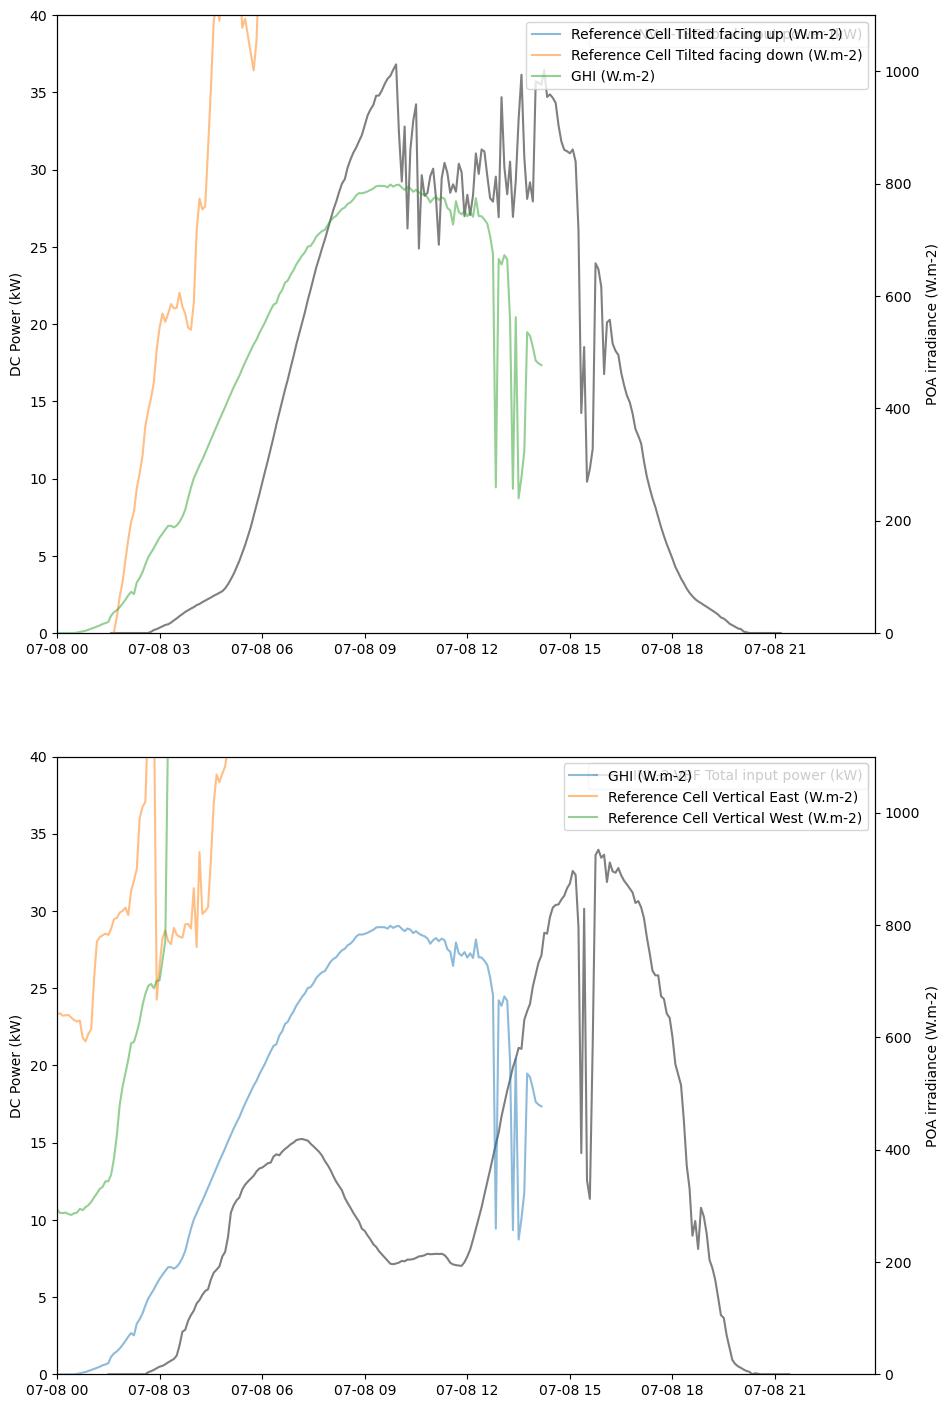 40
35
30
25
20
15
10
5
0
DC Power (kW)
1000
800
600
400
200
0
POA irradiance (W.m-2)
Reference Cell Tilted facing up (W.m-2)
Reference Cell Tilted facing down (W.m-2)
GHI (W.m-2)
07-08 00 07-08 03 07-08 06 07-08 09 07-08 12 07-08 15 07-08 18 07-08 21
40
35
30
25
20
15
10
5
0
DC Power (kW)
1000
800
600
400
200
0
POA irradiance (W.m-2)
Total input power (kW)
GHI (W.m-2)
Reference Cell Vertical East (W.m-2)
Reference Cell Vertical West (W.m-2)
07-08 00 07-08 03 07-08 06 07-08 09 07-08 12 07-08 15 07-08 18 07-08 21